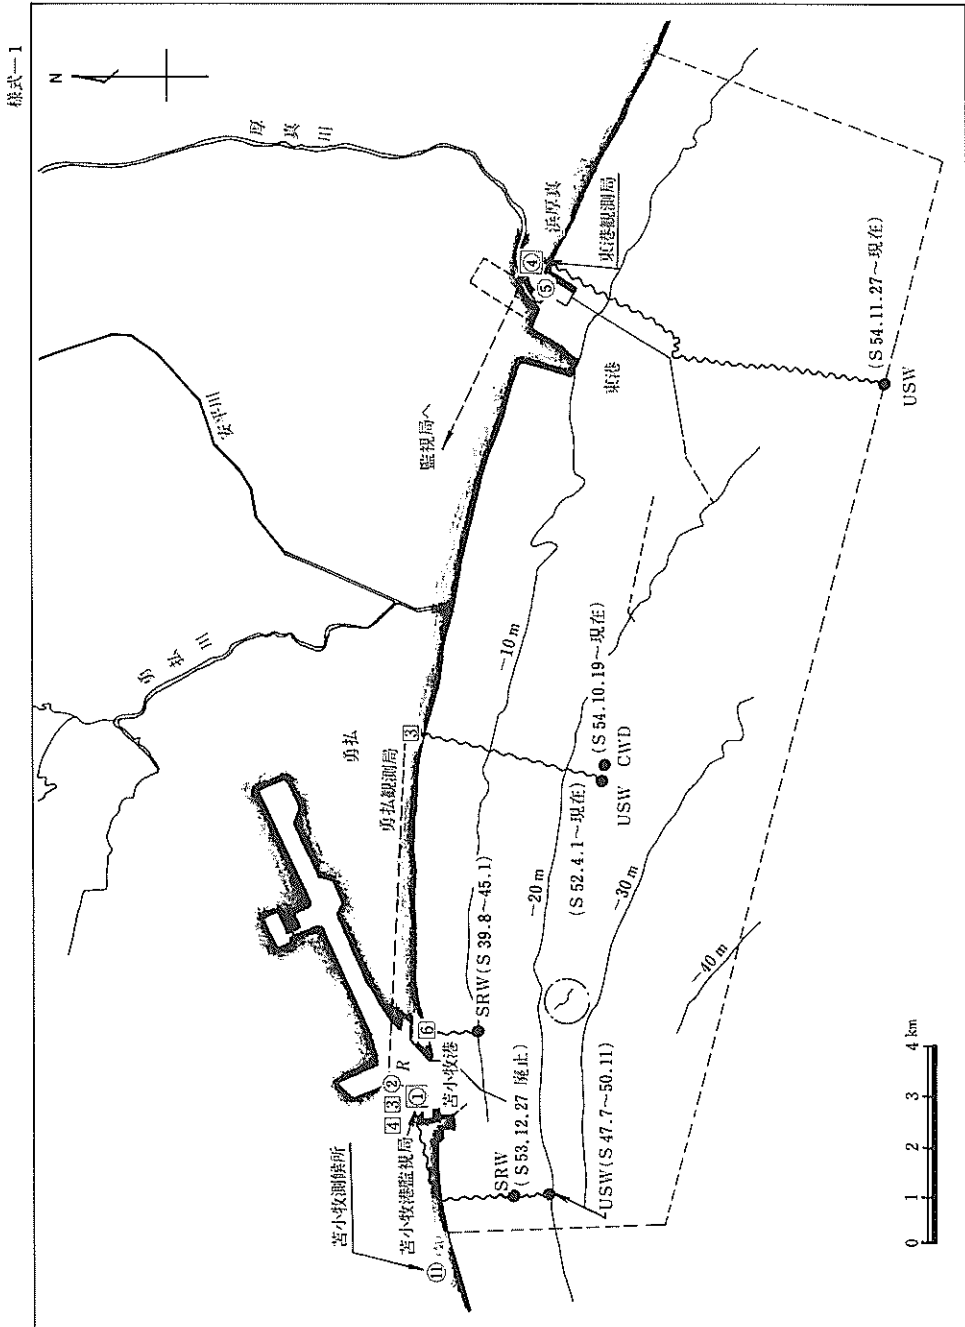 様式—1
N
厚真川
安平川
勇払川
監視局へ
浜厚真
東港観測局
④
⑤
東港
(S 54.11.27～現在)
USW
勇払
勇払観測局
3
−10 m
(S 54.10.19～現在)
CWD
USW
(S 52.4.1～現在)
−20 m
−30 m
−40 m
SRW(S 39.8～45.1)
6
R
②
3
4
①
苫小牧港
苫小牧港監視局
苫小牧測候所
⑪
SRW
(S 53.12.27 廃止)
USW(S 47.7～50.11)
0 1 2 3 4 km